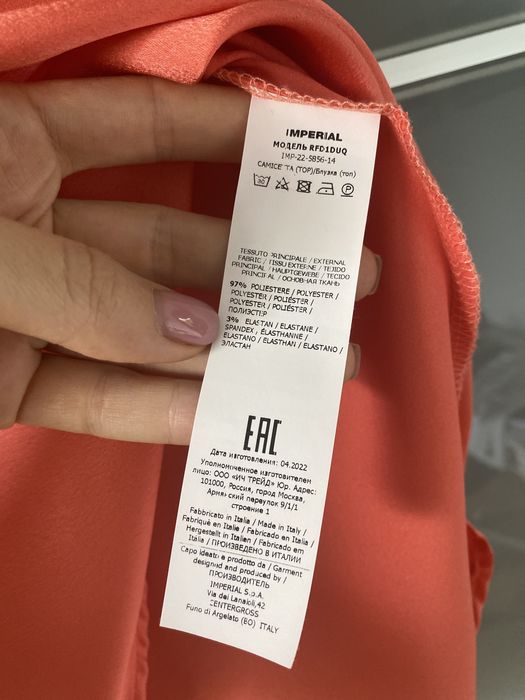 IMPERIAL
МОДЕЛЬ RFD1DUQ
IMP-22-5856-14
CAMICETTA (TOP)/Блузка (топ)
30
P
TESSUTO PRINCIPALE / EXTERNAL
FABRIC / TISSU EXTERNE / TEJIDO
PRINCIPAL / HAUPTGEWEBE / TECIDO
PRINCIPAL / ОСНОВНАЯ ТКАНЬ
97% POLIESTERE / POLYESTER /
POLYESTER / POLIÉSTER /
POLYESTER / POLIÉSTER /
ПОЛИЭСТЕР
3% ELASTAN / ELASTANE /
SPANDEX / ÉLASTHANNE /
ELASTANO / ELASTHAN / ELASTANO /
ЭЛАСТАН
EAC
Дата изготовления: 04.2022
Уполномоченное изготовителем
лицо: ООО «ИЧ ТРЕЙД» Юр. Адрес:
101000, Россия, город Москва,
Армянский переулок 9/1/1
строение 1
Fabbricato in Italia / Made in Italy /
Fabriqué en Italie / Fabricado en Italia /
Hergestellt in Italien / Fabricado em
Itália / ПРОИЗВЕДЕНО В ИТАЛИИ
Capo ideato e prodotto da / Garment
designed and produced by /
ПРОИЗВОДИТЕЛЬ
IMPERIAL S.p.A.
Via dei Lanaioli,42
CENTERGROSS
Funo di Argelato (BO) ITALY